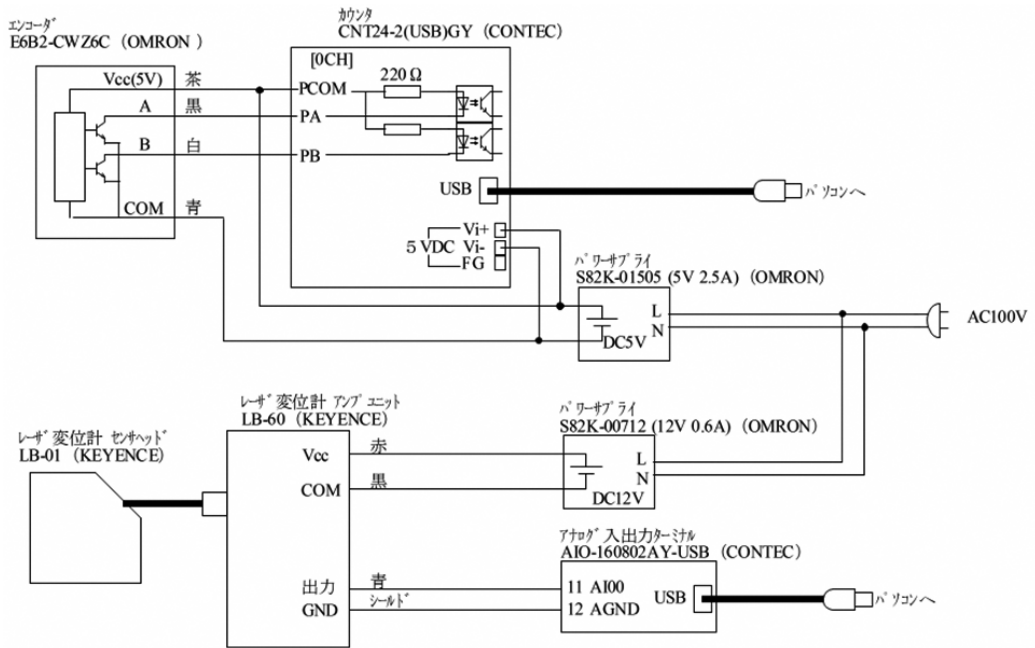 ｴﾝｺｰﾀﾞ
E6B2-CWZ6C（OMRON）
Vcc(5V) 茶
A 黒
B 白
COM 青
ｶｳﾝﾀ
CNT24-2(USB)GY（CONTEC）
[0CH]
220Ω
PCOM
PA
PB
USB
ﾊﾟｿｺﾝへ
Vi+
5VDC Vi-
FG
ﾊﾟﾜｰｻﾌﾟﾗｲ
S82K-01505 (5V 2.5A)（OMRON）
L
N
DC5V
AC100V
ﾚｰｻﾞ変位計 ｾﾝｻﾍｯﾄﾞ
LB-01（KEYENCE）
ﾚｰｻﾞ変位計 ｱﾝﾌﾟﾕﾆｯﾄ
LB-60（KEYENCE）
Vcc 赤
COM 黒
出力 青
GND ｼｰﾙﾄﾞ
ﾊﾟﾜｰｻﾌﾟﾗｲ
S82K-00712 (12V 0.6A)（OMRON）
L
N
DC12V
ｱﾅﾛｸﾞ入出力ﾀｰﾐﾅﾙ
AIO-160802AY-USB（CONTEC）
11 AI00
12 AGND
USB
ﾊﾟｿｺﾝへ